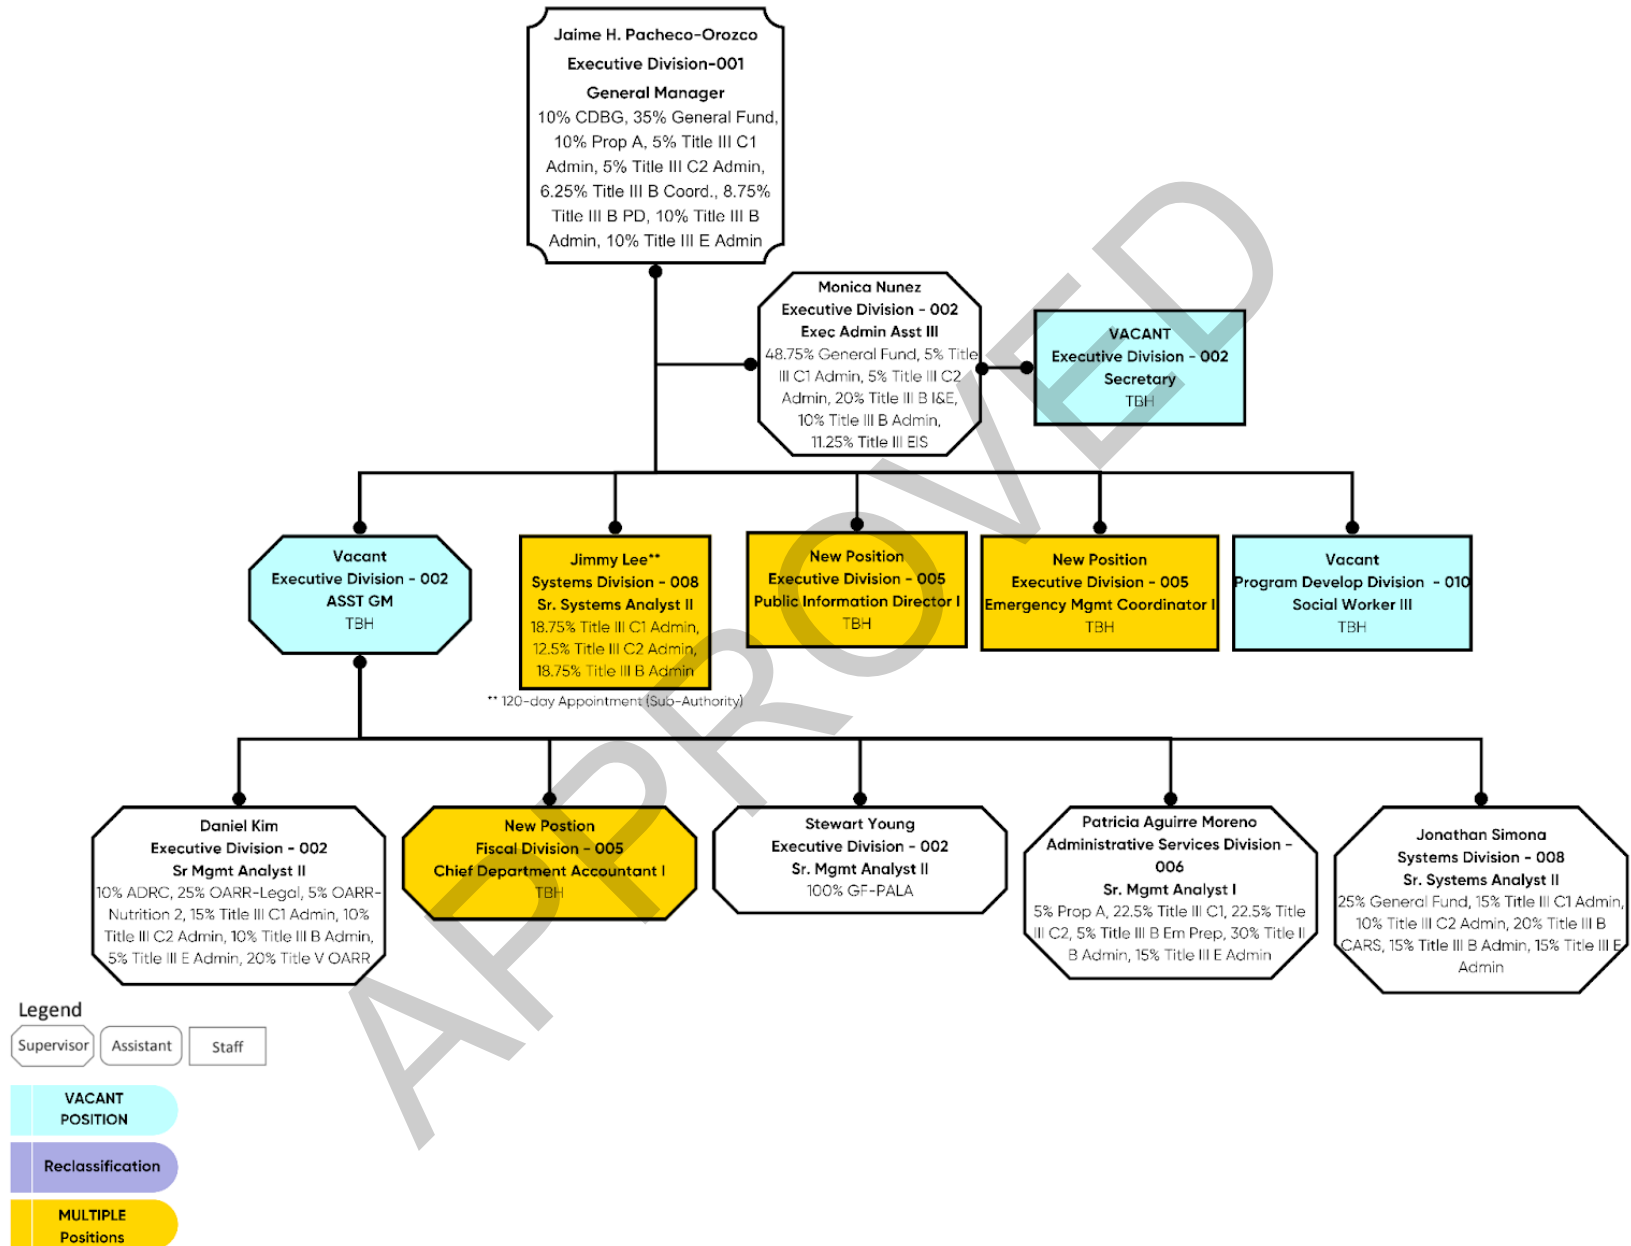 Jaime H. Pacheco-Orozco
Executive Division-001
General Manager
10% CDBG, 35% General Fund,
10% Prop A, 5% Title III C1
Admin, 5% Title III C2 Admin,
6.25% Title III B Coord., 8.75%
Title III B PD, 10% Title III B
Admin, 10% Title III E Admin
Monica Nunez
Executive Division - 002
Exec Admin Asst III
48.75% General Fund, 5% Title
III C1 Admin, 5% Title III C2
Admin, 20% Title III B I&E,
10% Title III B Admin,
11.25% Title III EIS
VACANT
Executive Division - 002
Secretary
TBH
Vacant
Executive Division - 002
ASST GM
TBH
Jimmy Lee**
Systems Division - 008
Sr. Systems Analyst II
18.75% Title III C1 Admin,
12.5% Title III C2 Admin,
18.75% Title III B Admin
** 120-day Appointment (Sub-Authority)
New Position
Executive Division - 005
Public Information Director I
TBH
New Position
Executive Division - 005
Emergency Mgmt Coordinator I
TBH
Vacant
Program Develop Division - 010
Social Worker III
TBH
Daniel Kim
Executive Division - 002
Sr Mgmt Analyst II
10% ADRC, 25% OARR-Legal, 5% OARR-
Nutrition 2, 15% Title III C1 Admin, 10%
Title III C2 Admin, 10% Title III B Admin,
5% Title III E Admin, 20% Title V OARR
New Postion
Fiscal Division - 005
Chief Department Accountant I
TBH
Stewart Young
Executive Division - 002
Sr. Mgmt Analyst II
100% GF-PALA
Patricia Aguirre Moreno
Administrative Services Division -
006
Sr. Mgmt Analyst I
5% Prop A, 22.5% Title III C1, 22.5% Title
III C2, 5% Title III B Em Prep, 30% Title II
B Admin, 15% Title III E Admin
Jonathan Simona
Systems Division - 008
Sr. Systems Analyst II
25% General Fund, 15% Title III C1 Admin,
10% Title III C2 Admin, 20% Title III B
CARS, 15% Title III B Admin, 15% Title III E
Admin
APPROVED
Legend
Supervisor
Assistant
Staff
VACANT
POSITION
Reclassification
MULTIPLE
Positions